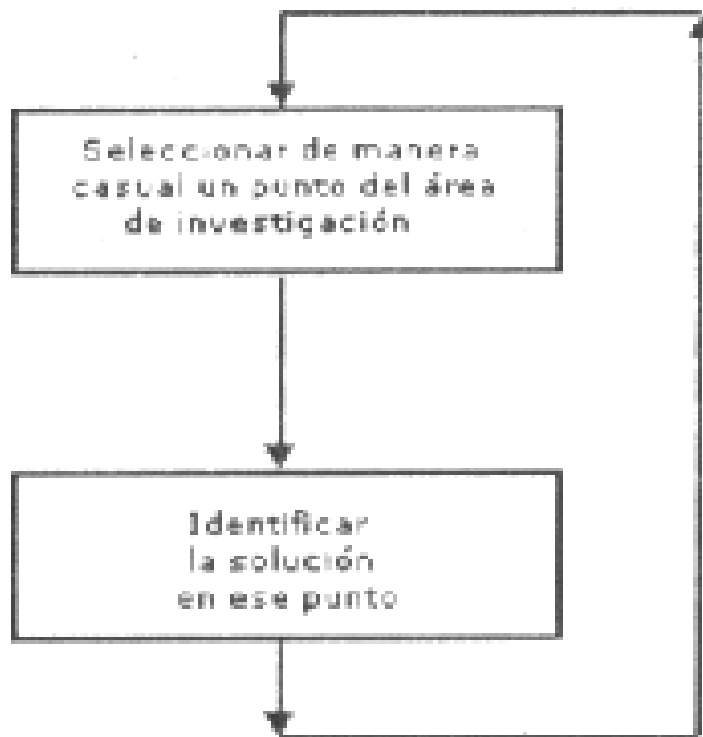 Seleccionar de manera
casual un punto del área
de investigación
Identificar
la solución
en ese punto